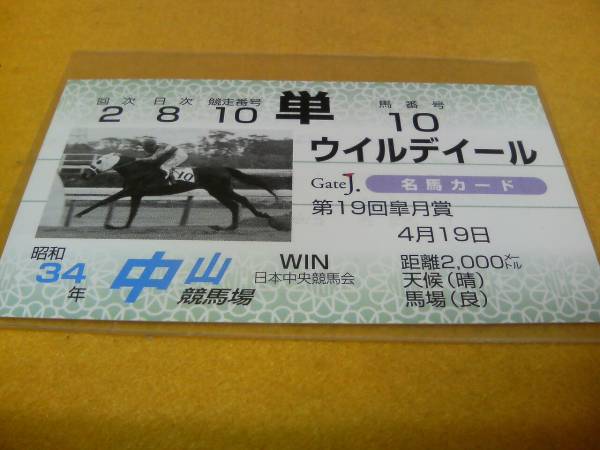 回次 日次 競走番号 単 馬番号
2 8 10 10
ウイルデイール
10
Gate J. 名馬カード
第19回皐月賞
4月19日
昭和34年 中山競馬場
WIN
日本中央競馬会
距離2,000メートル
天候(晴)
馬場(良)